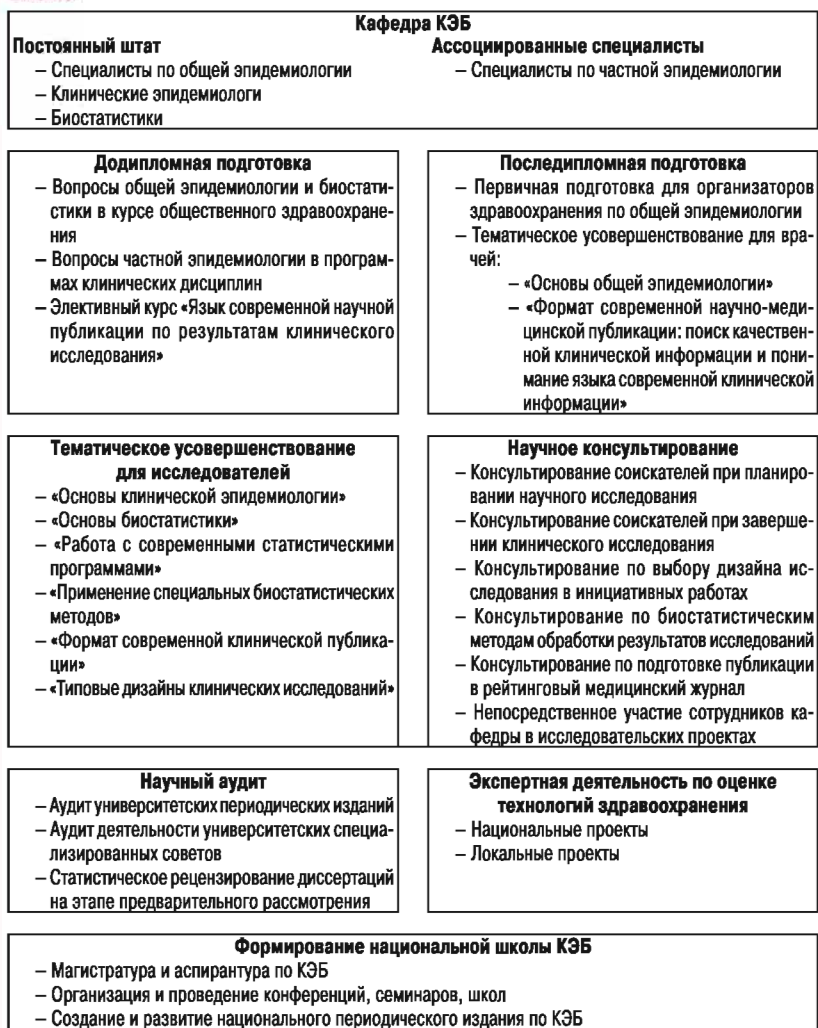 Кафедра КЭБ
Постоянный штат
– Специалисты по общей эпидемиологии
– Клинические эпидемиологи
– Биостатистики
Ассоциированные специалисты
– Специалисты по частной эпидемиологии
Додипломная подготовка
– Вопросы общей эпидемиологии и биостати-
стики в курсе общественного здравоохране-
ния
– Вопросы частной эпидемиологии в програм-
мах клинических дисциплин
– Элективный курс «Язык современной научной
публикации по результатам клинического
исследования»
Последипломная подготовка
– Первичная подготовка для организаторов
здравоохранения по общей эпидемиологии
– Тематическое усовершенствование для вра-
чей:
– «Основы общей эпидемиологии»
– «Формат современной научно-меди-
цинской публикации: поиск качествен-
ной клинической информации и пони-
мание языка современной клинической
информации»
Тематическое усовершенствование
для исследователей
– «Основы клинической эпидемиологии»
– «Основы биостатистики»
– «Работа с современными статистическими
программами»
– «Применение специальных биостатистических
методов»
– «Формат современной клинической публика-
ции»
– «Типовые дизайны клинических исследований»
Научное консультирование
– Консультирование соискателей при планиро-
вании научного исследования
– Консультирование соискателей при заверше-
нии клинического исследования
– Консультирование по выбору дизайна ис-
следования в инициативных работах
– Консультирование по биостатистическим
методам обработки результатов исследований
– Консультирование по подготовке публикации
в рейтинговый медицинский журнал
– Непосредственное участие сотрудников ка-
федры в исследовательских проектах
Научный аудит
– Аудит университетских периодических изданий
– Аудит деятельности университетских специа-
лизированных советов
– Статистическое рецензирование диссертаций
на этапе предварительного рассмотрения
Экспертная деятельность по оценке
технологий здравоохранения
– Национальные проекты
– Локальные проекты
Формирование национальной школы КЭБ
– Магистратура и аспирантура по КЭБ
– Организация и проведение конференций, семинаров, школ
– Создание и развитие национального периодического издания по КЭБ